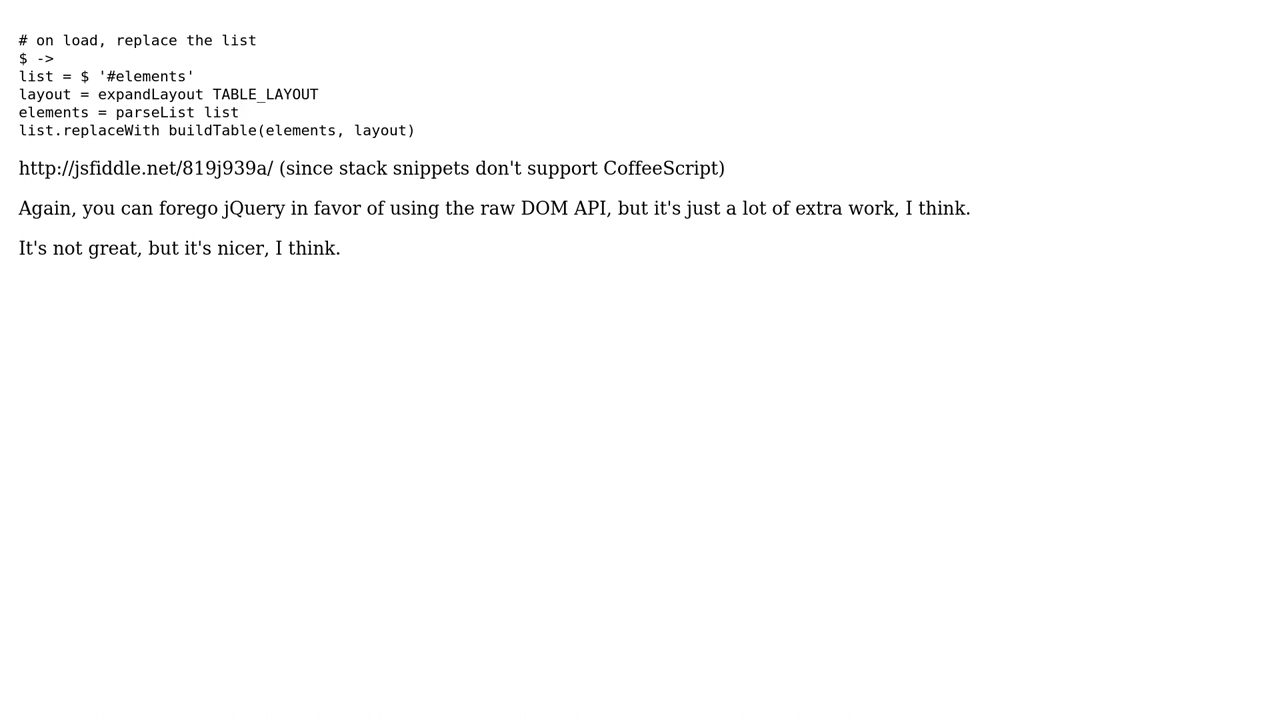 # on load, replace the list
$ ->
list = $ '#elements'
layout = expandLayout TABLE_LAYOUT
elements = parseList list
list.replaceWith buildTable(elements, layout)
http://jsfiddle.net/819j939a/ (since stack snippets don't support CoffeeScript)
Again, you can forego jQuery in favor of using the raw DOM API, but it's just a lot of extra work, I think.
It's not great, but it's nicer, I think.